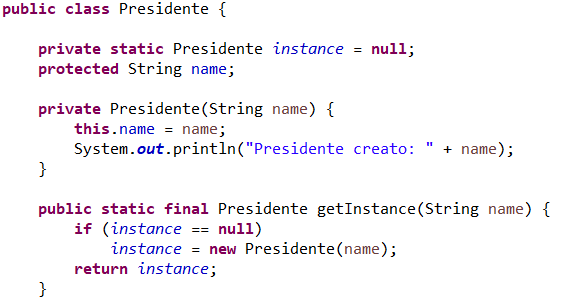 public class Presidente {
private static Presidente instance = null;
protected String name;
private Presidente(String name) {
this.name = name;
System.out.println("Presidente creato: " + name);
}
public static final Presidente getInstance(String name) {
if (instance == null)
instance = new Presidente(name);
return instance;
}